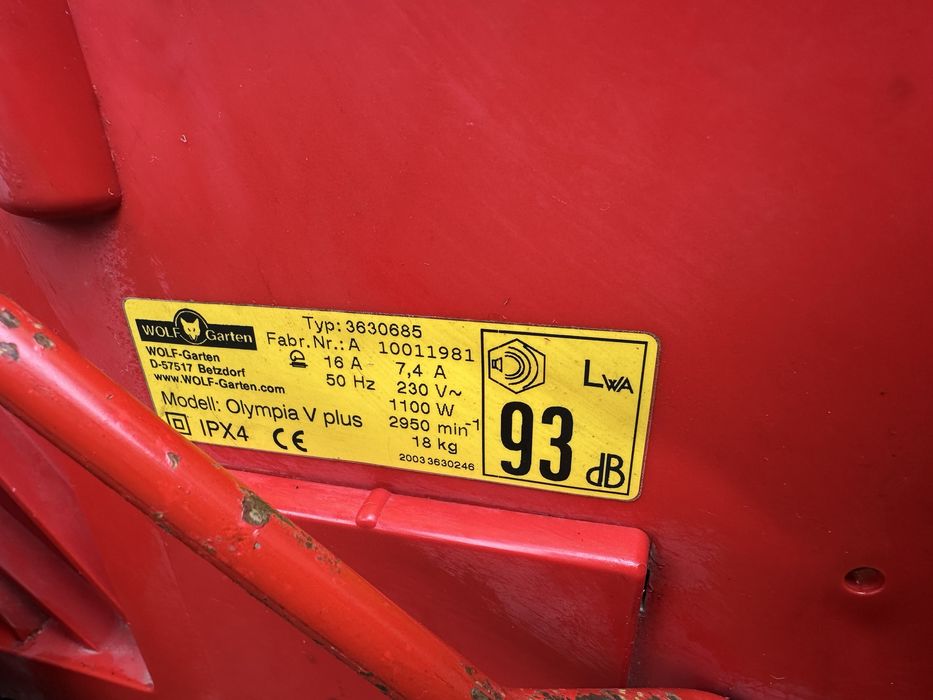 WOLF Garten
WOLF-Garten
D-57517 Betzdorf
www.WOLF-Garten.com
Modell: Olympia V plus
IPX4 CE
Typ: 3630685
Fabr.Nr.: A 10011981
16 A 7,4 A
50 Hz 230 V~
1100 W
2950 min⁻¹
18 kg
2003 3630246
LWA
93 dB